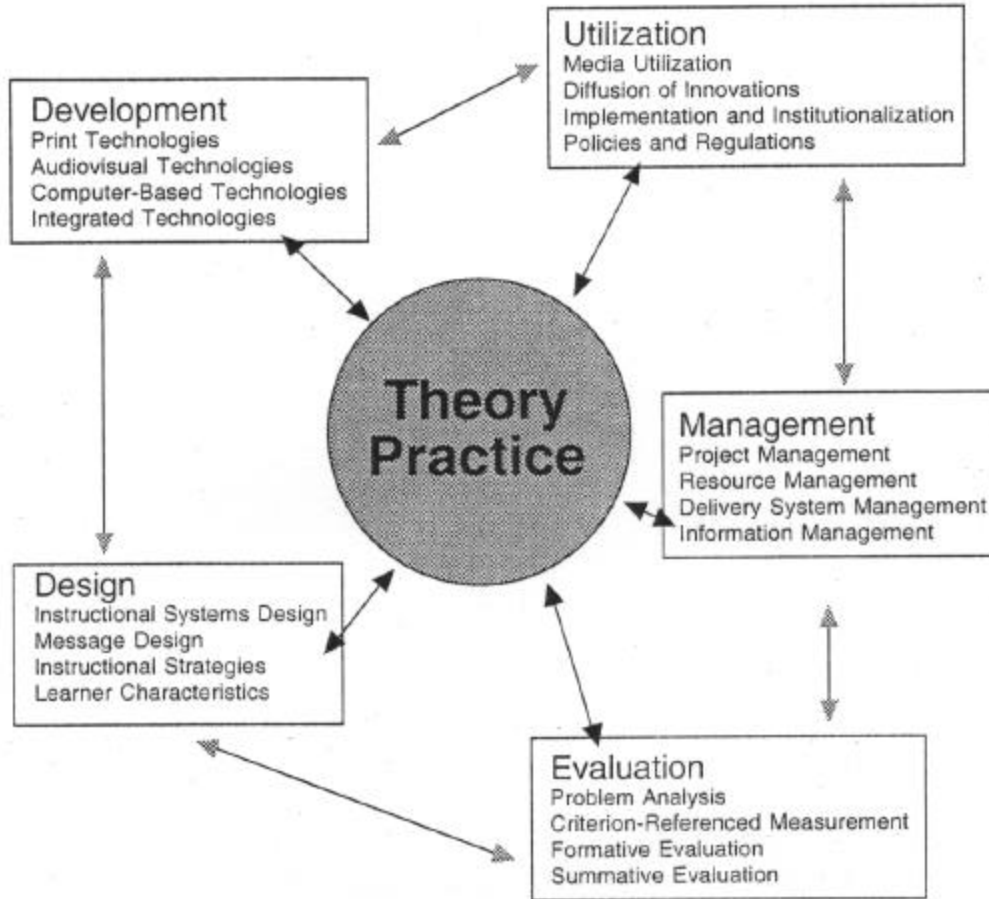 Utilization
Media Utilization
Diffusion of Innovations
Implementation and Institutionalization
Policies and Regulations
Development
Print Technologies
Audiovisual Technologies
Computer-Based Technologies
Integrated Technologies
Theory
Practice
Management
Project Management
Resource Management
Delivery System Management
Information Management
Design
Instructional Systems Design
Message Design
Instructional Strategies
Learner Characteristics
Evaluation
Problem Analysis
Criterion-Referenced Measurement
Formative Evaluation
Summative Evaluation